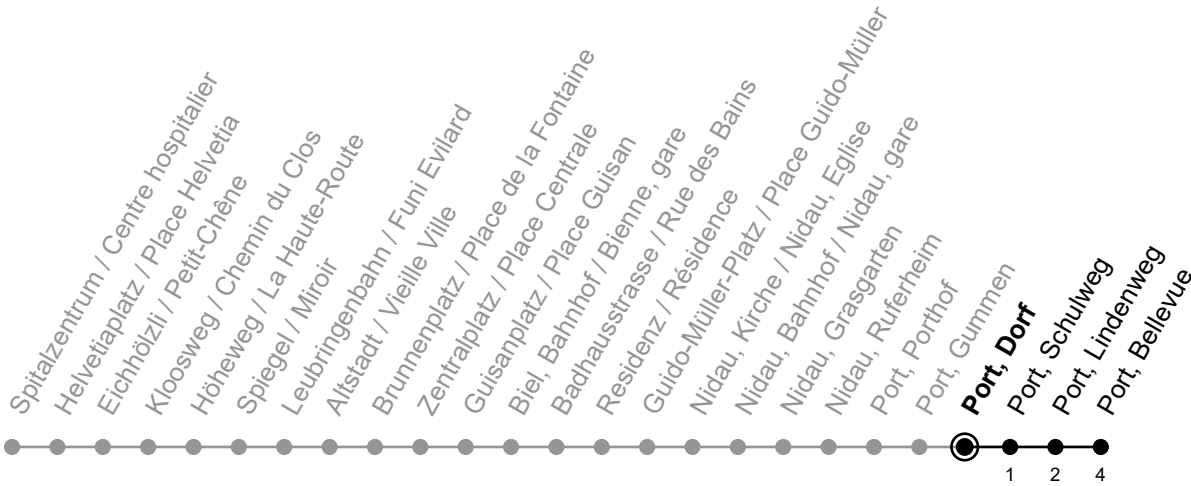 Spitalzentrum / Centre hospitalier
Helvetiaplatz / Place Helvetia
Eichhölzli / Petit-Chêne
Kloosweg / Chemin du Clos
Höheweg / La Haute-Route
Spiegel / Miroir
Leubringenbahn / Funi Evilard
Altstadt / Vieille Ville
Brunnenplatz / Place de la Fontaine
Zentralplatz / Place Centrale
Guisanplatz / Place Guisan
Biel, Bahnhof / Bienne, gare
Badhausstrasse / Rue des Bains
Residenz / Résidence
Guido-Müller-Platz / Place Guido-Müller
Nidau, Kirche / Nidau, Eglise
Nidau, Bahnhof / Nidau, gare
Nidau, Grasgarten
Nidau, Ruferheim
Port, Porthof
Port, Gummen
Port, Dorf
Port, Schulweg
Port, Lindenweg
Port, Bellevue
1 2 4